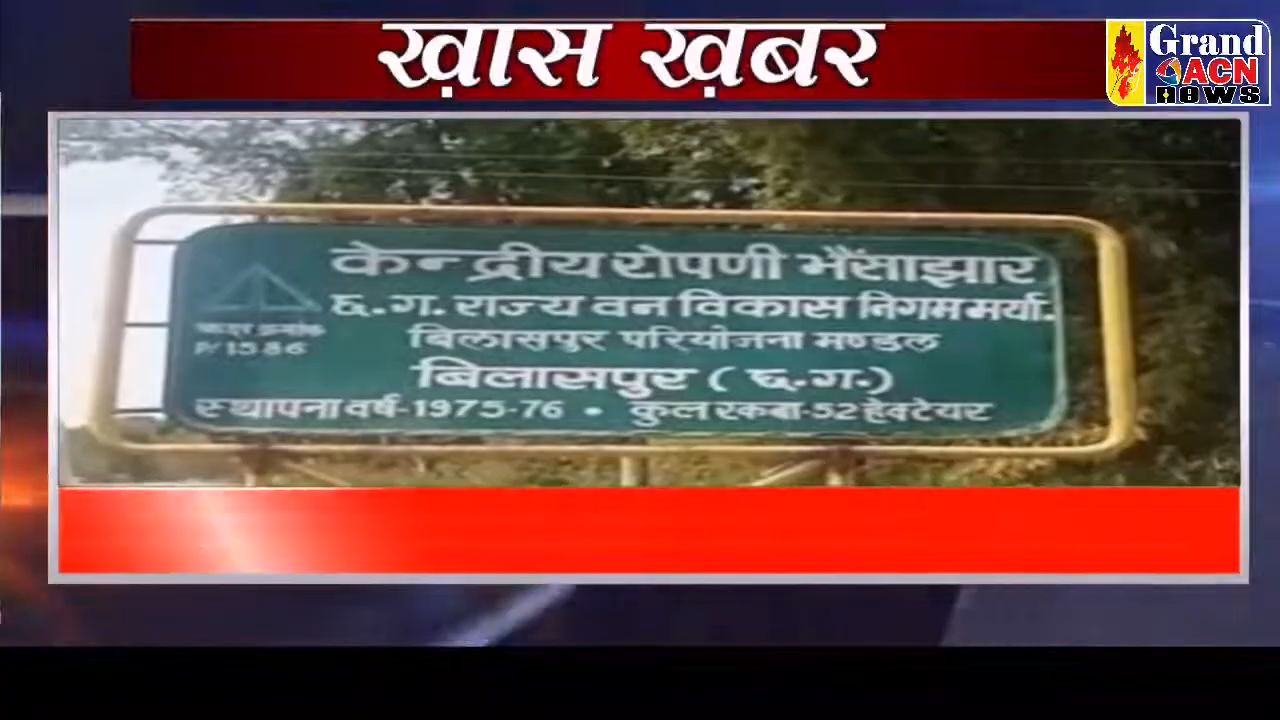 ख़ास ख़बर
Grand
ACN
news
केन्द्रीय रोपणी भैंसाझार
छ.ग. राज्य वन विकास निगम मर्या.
बिलासपुर परियोजना मण्डल
बिलासपुर ( छ.ग.)
स्थापना वर्ष-1975-76 • कुल रकबा-52 हेक्टेयर